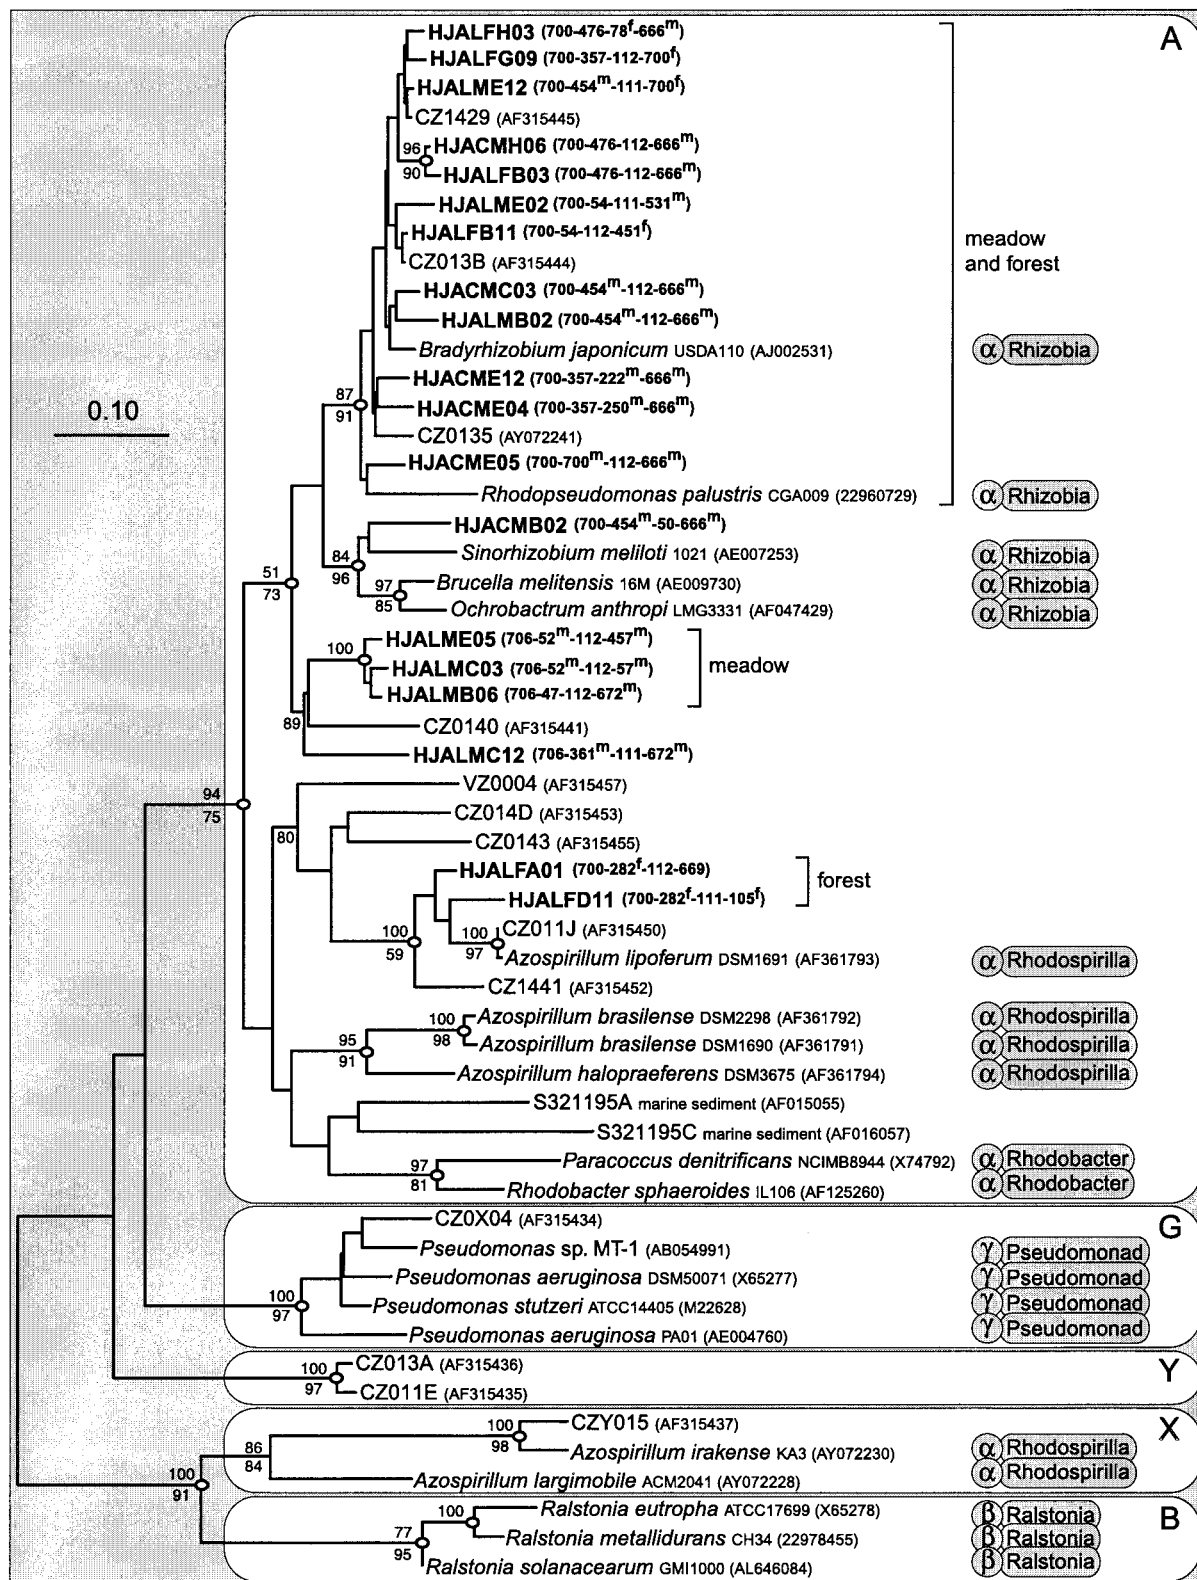 A
HJALFH03 (700-476-78f-666m)
HJALFG09 (700-357-112-700f)
HJALME12 (700-454m-111-700f)
CZ1429 (AF315445)
96 HJACMH06 (700-476-112-666m)
90 HJALFB03 (700-476-112-666m)
HJALME02 (700-54-111-531m)
HJALFB11 (700-54-112-451f)
meadow
and forest
CZ013B (AF315444)
HJACMC03 (700-454m-112-666m)
HJALMB02 (700-454m-112-666m)
Bradyrhizobium japonicum USDA110 (AJ002531) α Rhizobia
HJACME12 (700-357-222m-666m)
87
91
0.10
HJACME04 (700-357-250m-666m)
CZ0135 (AY072241)
HJACME05 (700-700m-112-666m)
Rhodopseudomonas palustris CGA009 (22960729) α Rhizobia
HJACMB02 (700-454m-50-666m)
84
96
Sinorhizobium meliloti 1021 (AE007253) α Rhizobia
51
73
97
85
Brucella melitensis 16M (AE009730) α Rhizobia
Ochrobactrum anthropi LMG3331 (AF047429) α Rhizobia
HJALME05 (706-52m-112-457m)
100
HJALMC03 (706-52m-112-57m) meadow
HJALMB06 (706-47-112-672m)
89
CZ0140 (AF315441)
HJALMC12 (706-361m-111-672m)
VZ0004 (AF315457)
94
75
CZ014D (AF315453)
80
CZ0143 (AF315455)
HJALFA01 (700-282f-112-669)
forest
HJALFD11 (700-282f-111-105f)
100
59
100
97
CZ011J (AF315450)
Azospirillum lipoferum DSM1691 (AF361793) α Rhodospirilla
CZ1441 (AF315452)
100
98
Azospirillum brasilense DSM2298 (AF361792) α Rhodospirilla
Azospirillum brasilense DSM1690 (AF361791) α Rhodospirilla
95
91
Azospirillum halopraeferens DSM3675 (AF361794) α Rhodospirilla
S321195A marine sediment (AF015055)
S321195C marine sediment (AF016057)
97
81
Paracoccus denitrificans NCIMB8944 (X74792) α Rhodobacter
Rhodobacter sphaeroides IL106 (AF125260) α Rhodobacter
G
CZ0X04 (AF315434)
Pseudomonas sp. MT-1 (AB054991) γ Pseudomonad
Pseudomonas aeruginosa DSM50071 (X65277) γ Pseudomonad
100
97
Pseudomonas stutzeri ATCC14405 (M22628) γ Pseudomonad
Pseudomonas aeruginosa PA01 (AE004760) γ Pseudomonad
Y
100
97
CZ013A (AF315436)
CZ011E (AF315435)
X
100
98
CZY015 (AF315437)
86
84
Azospirillum irakense KA3 (AY072230) α Rhodospirilla
Azospirillum largimobile ACM2041 (AY072228) α Rhodospirilla
100
91
B
100
Ralstonia eutropha ATCC17699 (X65278) β Ralstonia
77
95
Ralstonia metallidurans CH34 (22978455) β Ralstonia
Ralstonia solanacearum GMI1000 (AL646084) β Ralstonia